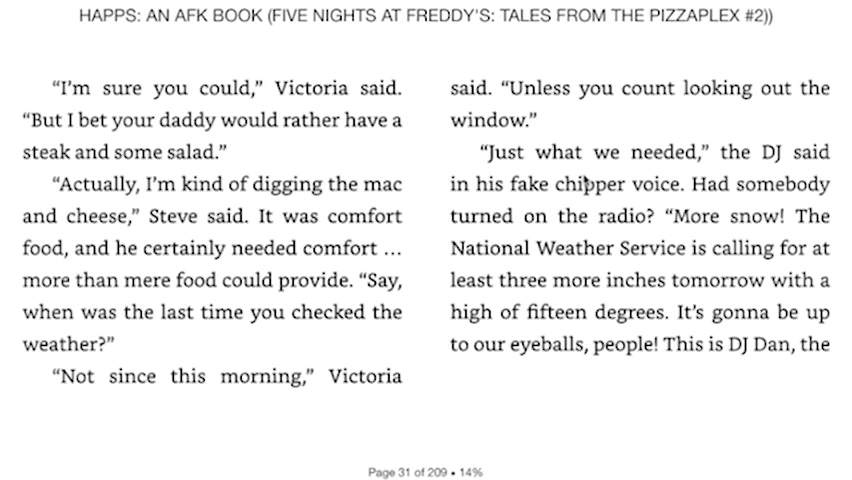 HAPPS: AN AFK BOOK (FIVE NIGHTS AT FREDDY'S: TALES FROM THE PIZZAPLEX #2))
“I’m sure you could,” Victoria said.
“But I bet your daddy would rather have a
steak and some salad.”
“Actually, I’m kind of digging the mac
and cheese,” Steve said. It was comfort
food, and he certainly needed comfort …
more than mere food could provide. “Say,
when was the last time you checked the
weather?”
“Not since this morning,” Victoria
said. “Unless you count looking out the
window.”
“Just what we needed,” the DJ said
in his fake chipper voice. Had somebody
turned on the radio? “More snow! The
National Weather Service is calling for at
least three more inches tomorrow with a
high of fifteen degrees. It’s gonna be up
to our eyeballs, people! This is DJ Dan, the
Page 31 of 209 • 14%